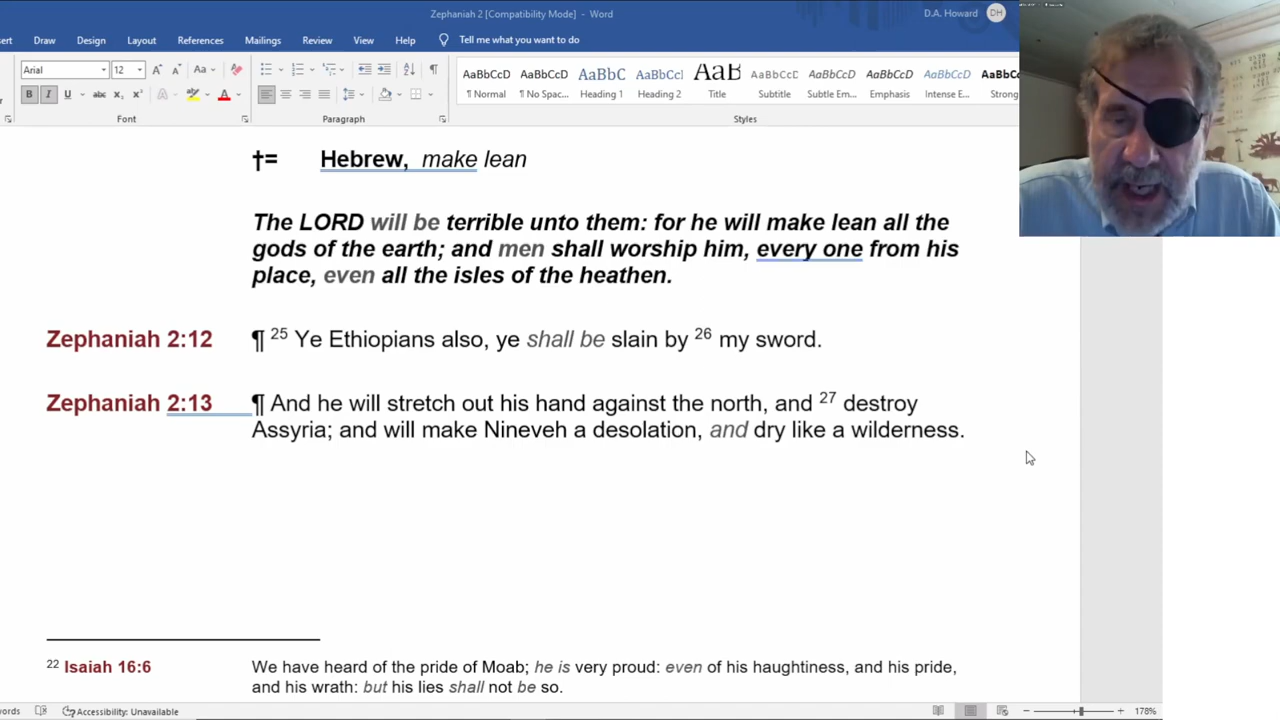 Zephaniah 2 [Compatibility Mode] - Word
D.A. Howard DH
sert Draw Design Layout References Mailings Review View Help Tell me what you want to do
Arial 12 Aa ¶
B I U abc x₂ x² A A
AaBbCcD AaBbCcD AaBbC AaBbCcI AaB AaBbCcD AaBbCcD AaBbCcD AaBbCcD AaBbCc
¶ Normal ¶ No Spac... Heading 1 Heading 2 Title Subtitle Subtle Em... Emphasis Intense E... Strong
Font Paragraph Styles
†= Hebrew, make lean
The LORD will be terrible unto them: for he will make lean all the
gods of the earth; and men shall worship him, every one from his
place, even all the isles of the heathen.
Zephaniah 2:12 ¶ 25 Ye Ethiopians also, ye shall be slain by 26 my sword.
Zephaniah 2:13 ¶ And he will stretch out his hand against the north, and 27 destroy
Assyria; and will make Nineveh a desolation, and dry like a wilderness.
22 Isaiah 16:6 We have heard of the pride of Moab; he is very proud: even of his haughtiness, and his pride,
and his wrath: but his lies shall not be so.
words Accessibility: Unavailable 178%